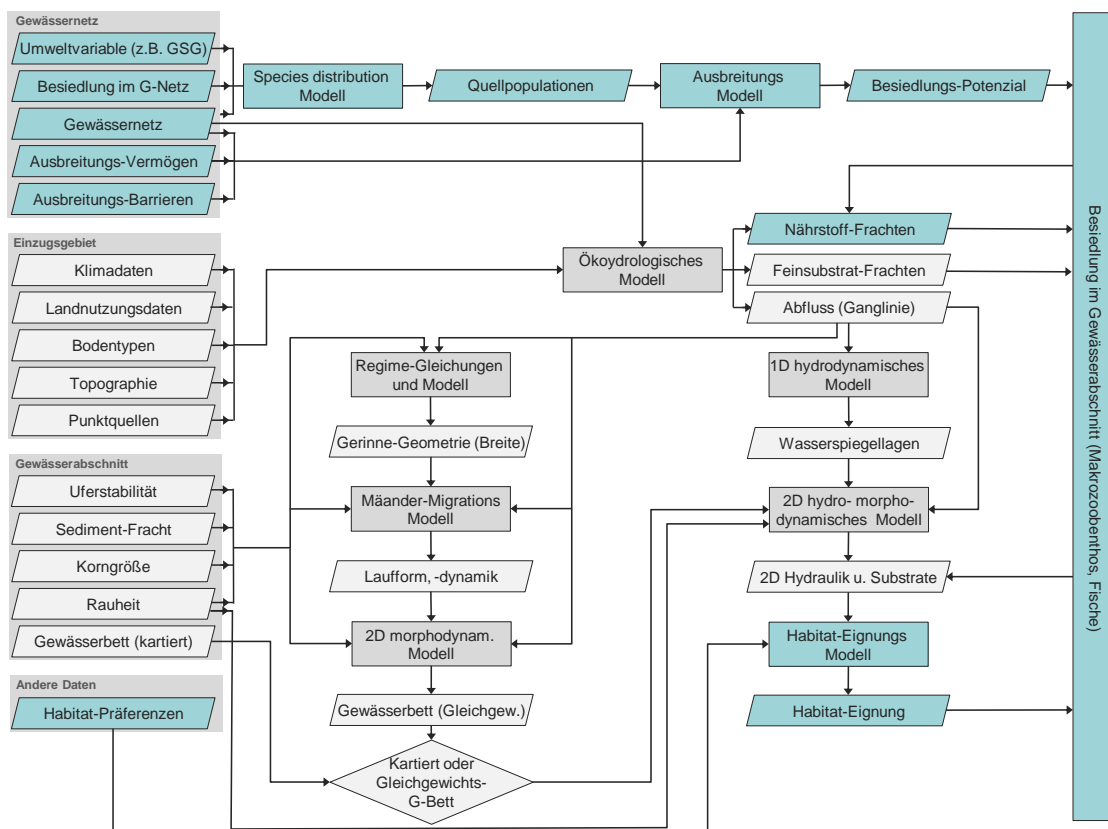 Gewässernetz
Umweltvariable (z.B. GSG)
Besiedlung im G-Netz
Gewässernetz
Ausbreitungs-Vermögen
Ausbreitungs-Barrieren
Species distribution
Modell
Quellpopulationen
Ausbreitungs
Modell
Besiedlungs-Potenzial
Einzugsgebiet
Klimadaten
Landnutzungsdaten
Bodentypen
Topographie
Punktquellen
Ökoydrologisches
Modell
Nährstoff-Frachten
Feinsubstrat-Frachten
Abfluss (Ganglinie)
Gewässerabschnitt
Uferstabilität
Sediment-Fracht
Korngröße
Rauheit
Gewässerbett (kartiert)
Andere Daten
Habitat-Präferenzen
Regime-Gleichungen
und Modell
Gerinne-Geometrie (Breite)
Mäander-Migrations
Modell
Laufform, -dynamik
2D morphodynam.
Modell
Gewässerbett (Gleichgew.)
Kartiert oder
Gleichgewichts-
G-Bett
1D hydrodynamisches
Modell
Wasserspiegellagen
2D hydro- morpho-
dynamisches Modell
2D Hydraulik u. Substrate
Habitat-Eignungs
Modell
Habitat-Eignung
Besiedlung im Gewässerabschnitt (Makrozoobenthos, Fische)